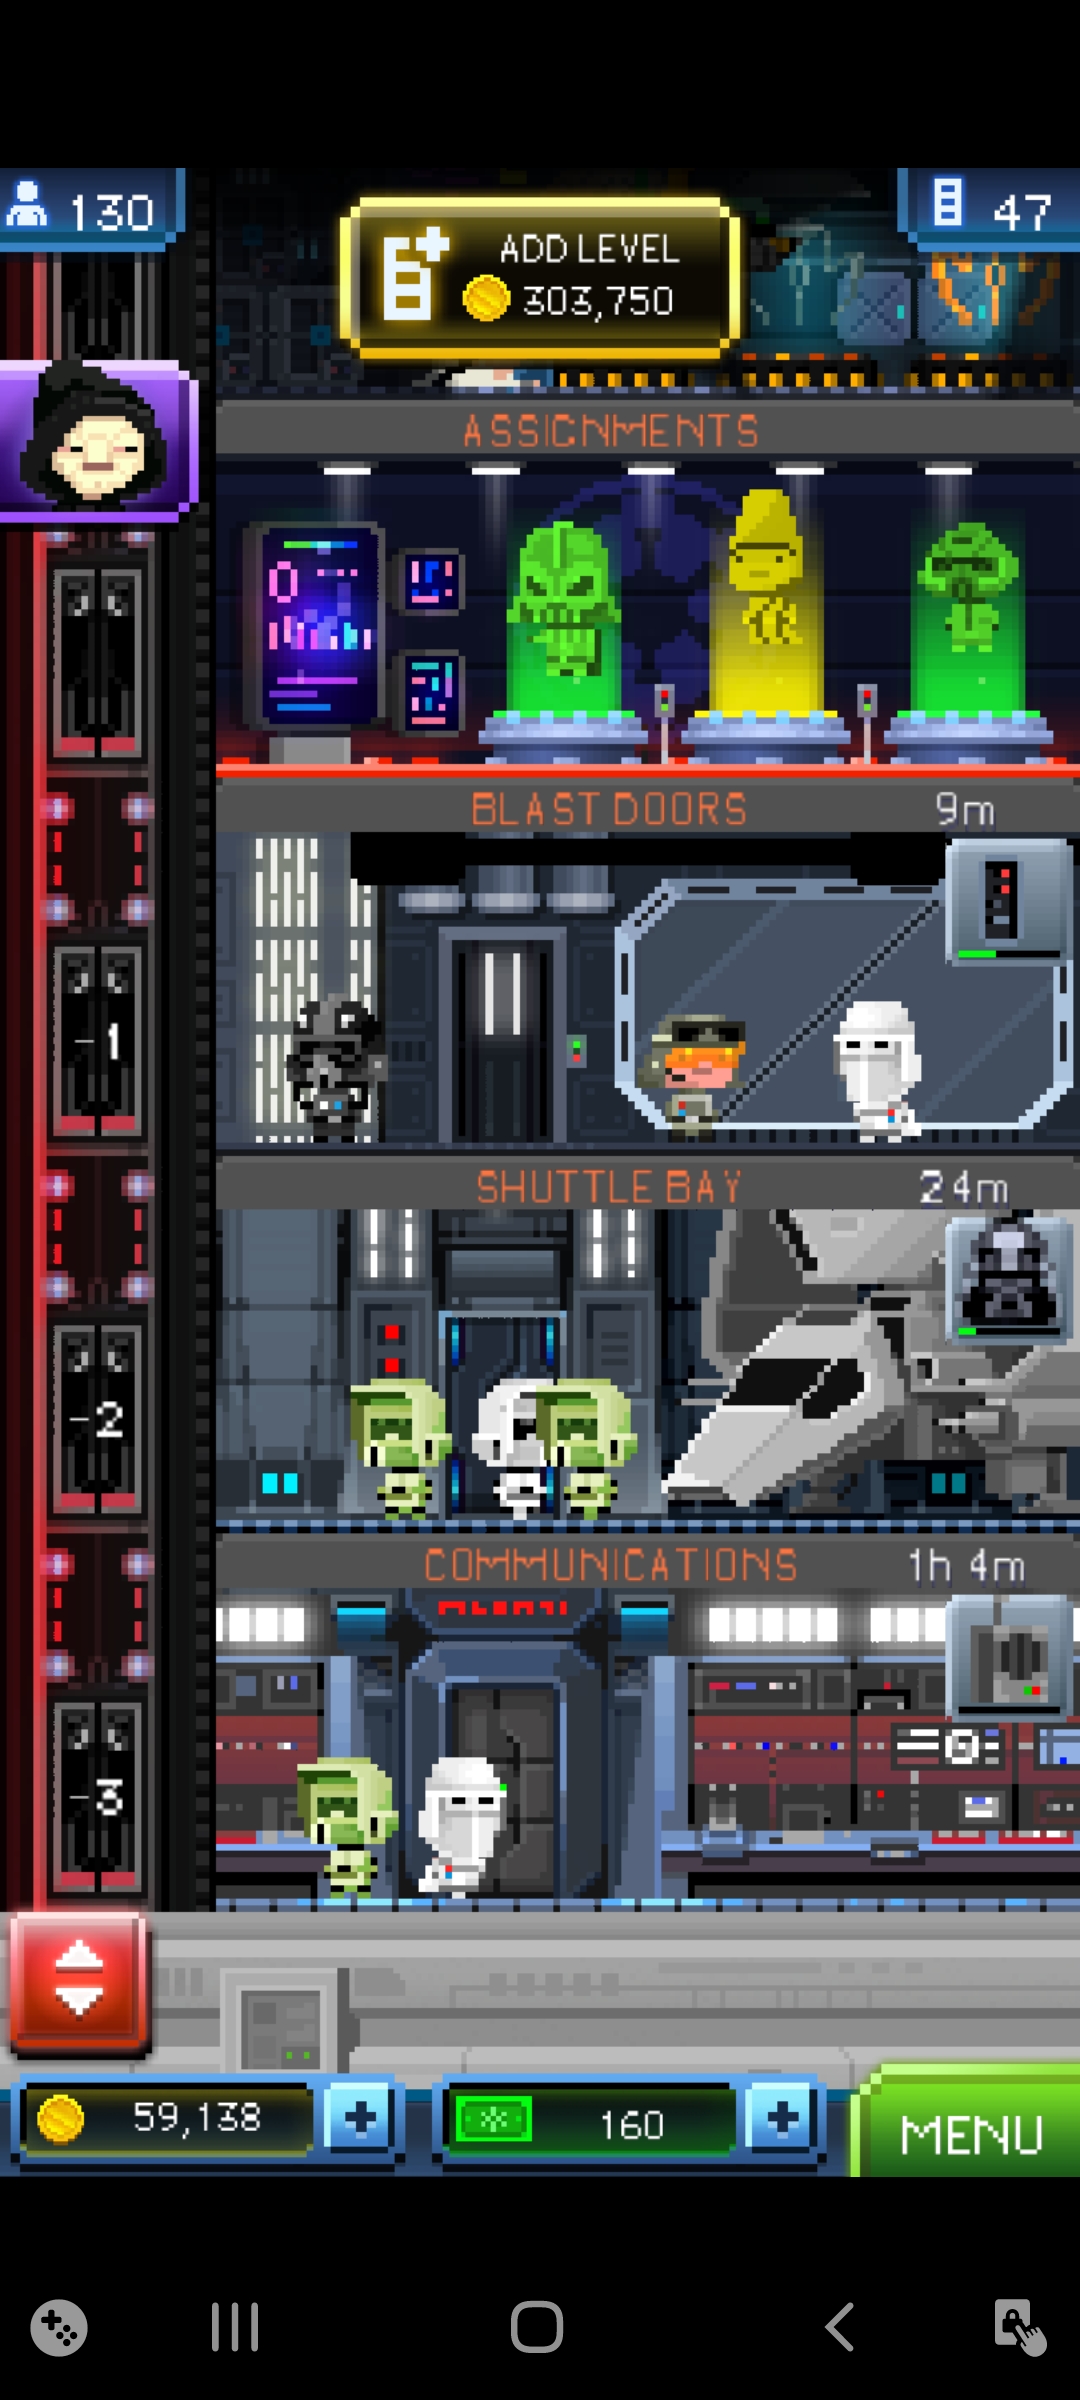 130
ADD LEVEL
303,750
47
ASSIGNMENTS
BLAST DOORS 9m
-1
SHUTTLE BAY 24m
-2
COMMUNICATIONS 1h 4m
-3
59,138
160
MENU